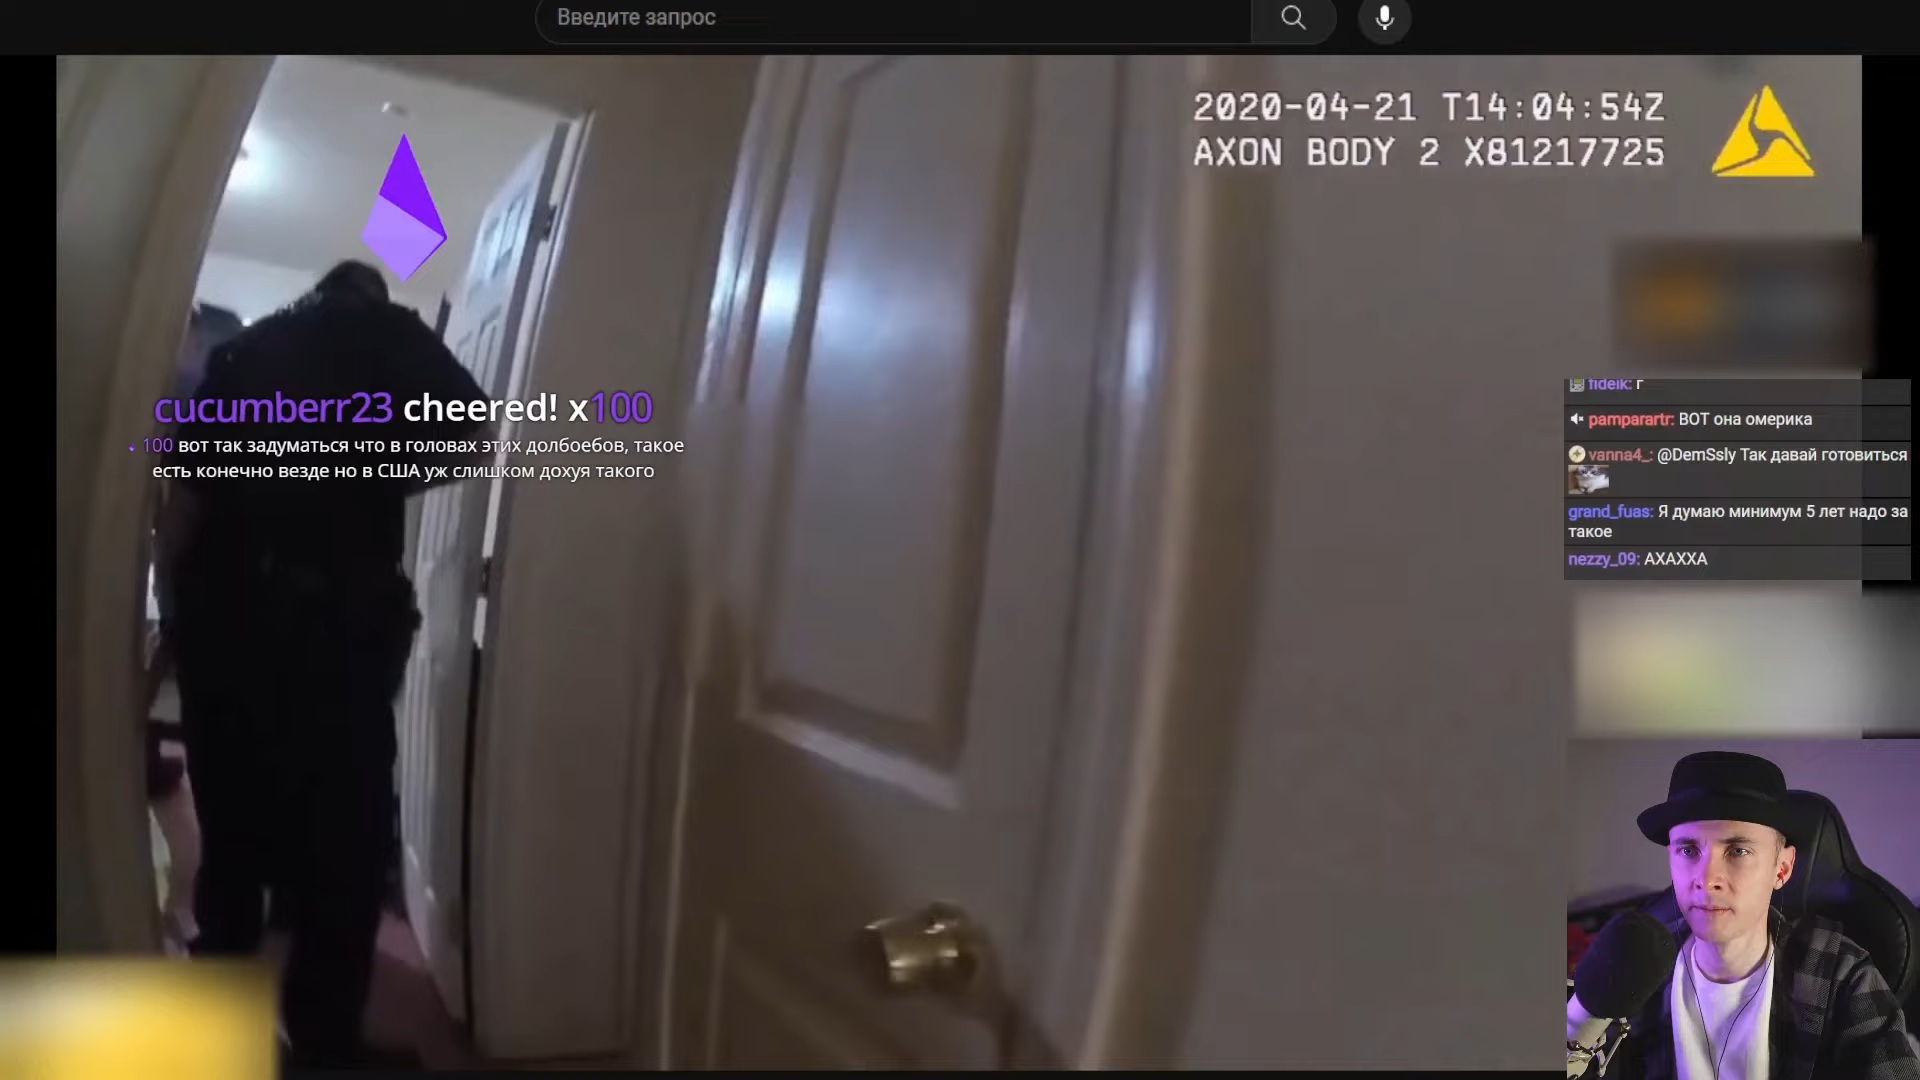 Введите запрос
2020-04-21 T14:04:54Z
AXON BODY 2 X81217725
cucumberr23 cheered! x100
100 вот так задуматься что в головах этих долбоебов, такое
есть конечно везде но в США уж слишком дохуя такого
fideik: г
pamparartr: ВОТ она омерика
vanna4_: @DemSsly Так давай готовиться
grand_fuas: Я думаю минимум 5 лет надо за
такое
nezzy_09: АХАХХА